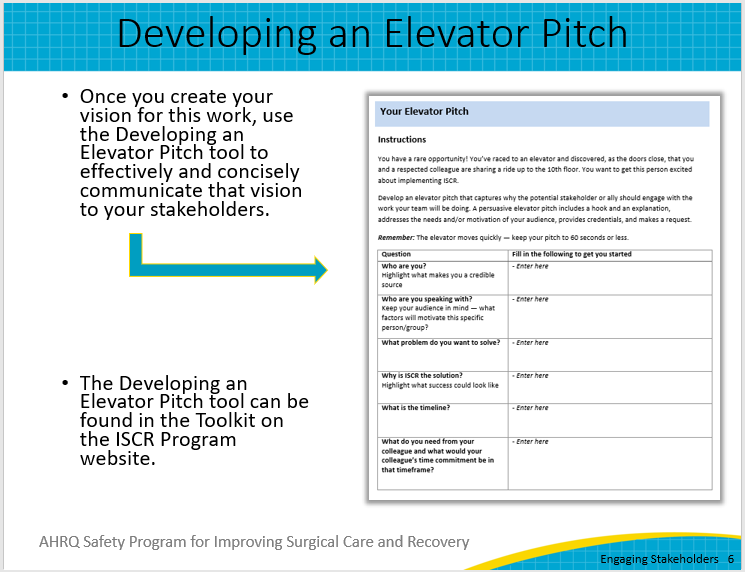 Developing an Elevator Pitch
• Once you create your
vision for this work, use
the Developing an
Elevator Pitch tool to
effectively and concisely
communicate that vision
to your stakeholders.
• The Developing an
Elevator Pitch tool can be
found in the Toolkit on
the ISCR Program
website.
Your Elevator Pitch
Instructions
You have a rare opportunity! You've raced to an elevator and discovered, as the doors close, that you
and a respected colleague are sharing a ride up to the 10th floor. You want to get this person excited
about implementing ISCR.
Develop an elevator pitch that captures why the potential stakeholder or ally should engage with the
work your team will be doing. A persuasive elevator pitch includes a hook and an explanation,
addresses the needs and/or motivation of your audience, provides credentials, and makes a request.
Remember: The elevator moves quickly — keep your pitch to 60 seconds or less.
Question Fill in the following to get you started
Who are you? - Enter here
Highlight what makes you a credible
source
Who are you speaking with? - Enter here
Keep your audience in mind — what
factors will motivate this specific
person/group?
What problem do you want to solve? - Enter here
Why is ISCR the solution? - Enter here
Highlight what success could look like
What is the timeline? - Enter here
What do you need from your - Enter here
colleague and what would your
colleague's time commitment be in
that timeframe?
AHRQ Safety Program for Improving Surgical Care and Recovery
Engaging Stakeholders 6